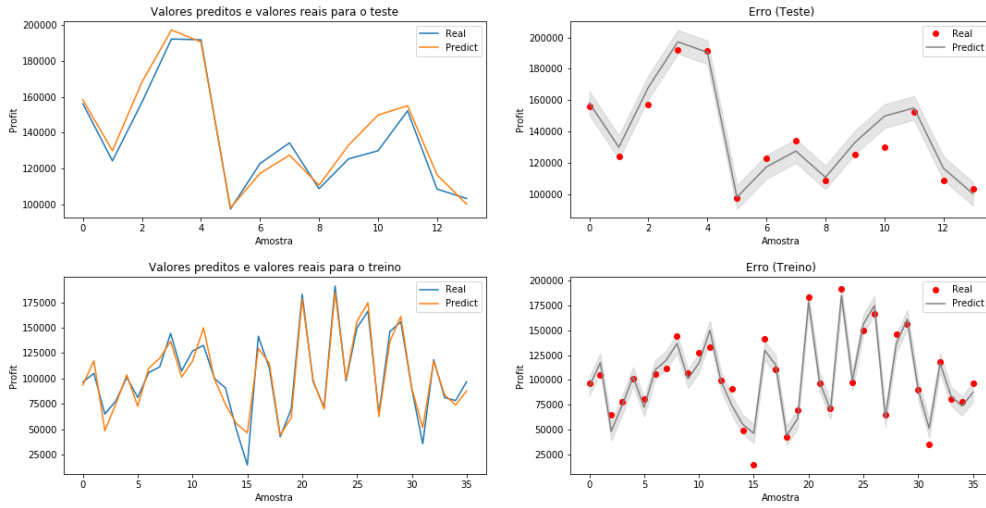 Valores preditos e valores reais para o teste
200000
180000
160000
140000
120000
100000
Profit
0
2
4
6
8
10
12
Amostra
Real
Predict
Erro (Teste)
200000
180000
160000
140000
120000
100000
Profit
0
2
4
6
8
10
12
Amostra
Real
Predict
Valores preditos e valores reais para o treino
175000
150000
125000
100000
75000
50000
25000
Profit
0
5
10
15
20
25
30
35
Amostra
Real
Predict
Erro (Treino)
200000
175000
150000
125000
100000
75000
50000
25000
Profit
0
5
10
15
20
25
30
35
Amostra
Real
Predict